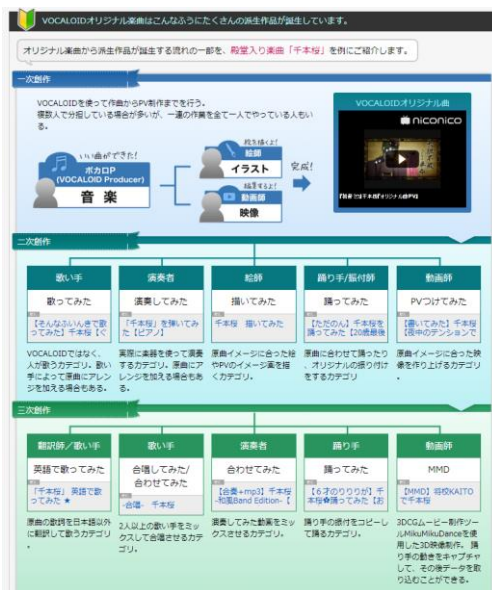 VOCALOIDオリジナル楽曲はこんなふうにたくさんの派生作品が誕生しています。
オリジナル楽曲から派生作品が誕生する流れの一部を、殿堂入り楽曲「千本桜」を例にご紹介します。
一次創作
VOCALOIDを使って作曲からPV制作までを行う。
複数人で分担している場合が多いが、一連の作業を全て一人でやっている人もい
る。
いい曲ができた!
ボカロP
(VOCALOID Producer)
音楽
絵を描くよ!
絵師
イラスト
動画師
映像
完成!
VOCALOIDオリジナル曲
niconico
二次創作
歌い手
歌ってみた
【そんなふいんきで歌
ってみた】千本桜【ぐ
VOCALOIDではなく、
人が歌うカテゴリ。歌い
手によって原曲にアレン
ジを加える場合もある。
演奏者
演奏してみた
「千本桜」を弾いてみ
た【ピアノ】
実際に楽器を使って演奏
するカテゴリ。原曲にア
レンジを加える場合もあ
る。
絵師
描いてみた
千本桜 描いてみた
原曲イメージに合った絵
やPVのイメージ画を描
くカテゴリ。
踊り手/振付師
踊ってみた
【ただのん】千本桜を
踊ってみた【20歳最後
原曲に合わせて踊ったり
、オリジナルの振り付け
をするカテゴリ
動画師
PVつけてみた
【書いてみた】千本桜
【夜中のテンションで
原曲イメージに合った映
像を作り上げるカテゴリ
。
三次創作
翻訳師/歌い手
英語で歌ってみた
「千本桜」 英語で歌
ってみた ★
原曲の歌詞を日本語以外
に翻訳して歌うカテゴリ
。
歌い手
合唱してみた/
合わせてみた
-合唱- 千本桜
2人以上の歌い手をミッ
クスして合唱させるカテ
ゴリ。
演奏者
合わせてみた
【合奏+mp3】千本桜
-和風Band Edition-【
演奏してみた動画をミッ
クスさせるカテゴリ。
踊り手
踊ってみた
【6才のりりりが】千
本桜踊ってみた【お
踊り手の振付をコピーし
て踊るカテゴリ。
動画師
MMD
【MMD】将校KAITO
で千本桜
3DCGムービー制作ツー
ルMikuMikuDanceを使
用した3D映像制作。 踊
り手の動きをキャプチャ
して、その後データを取
り込むことができる。